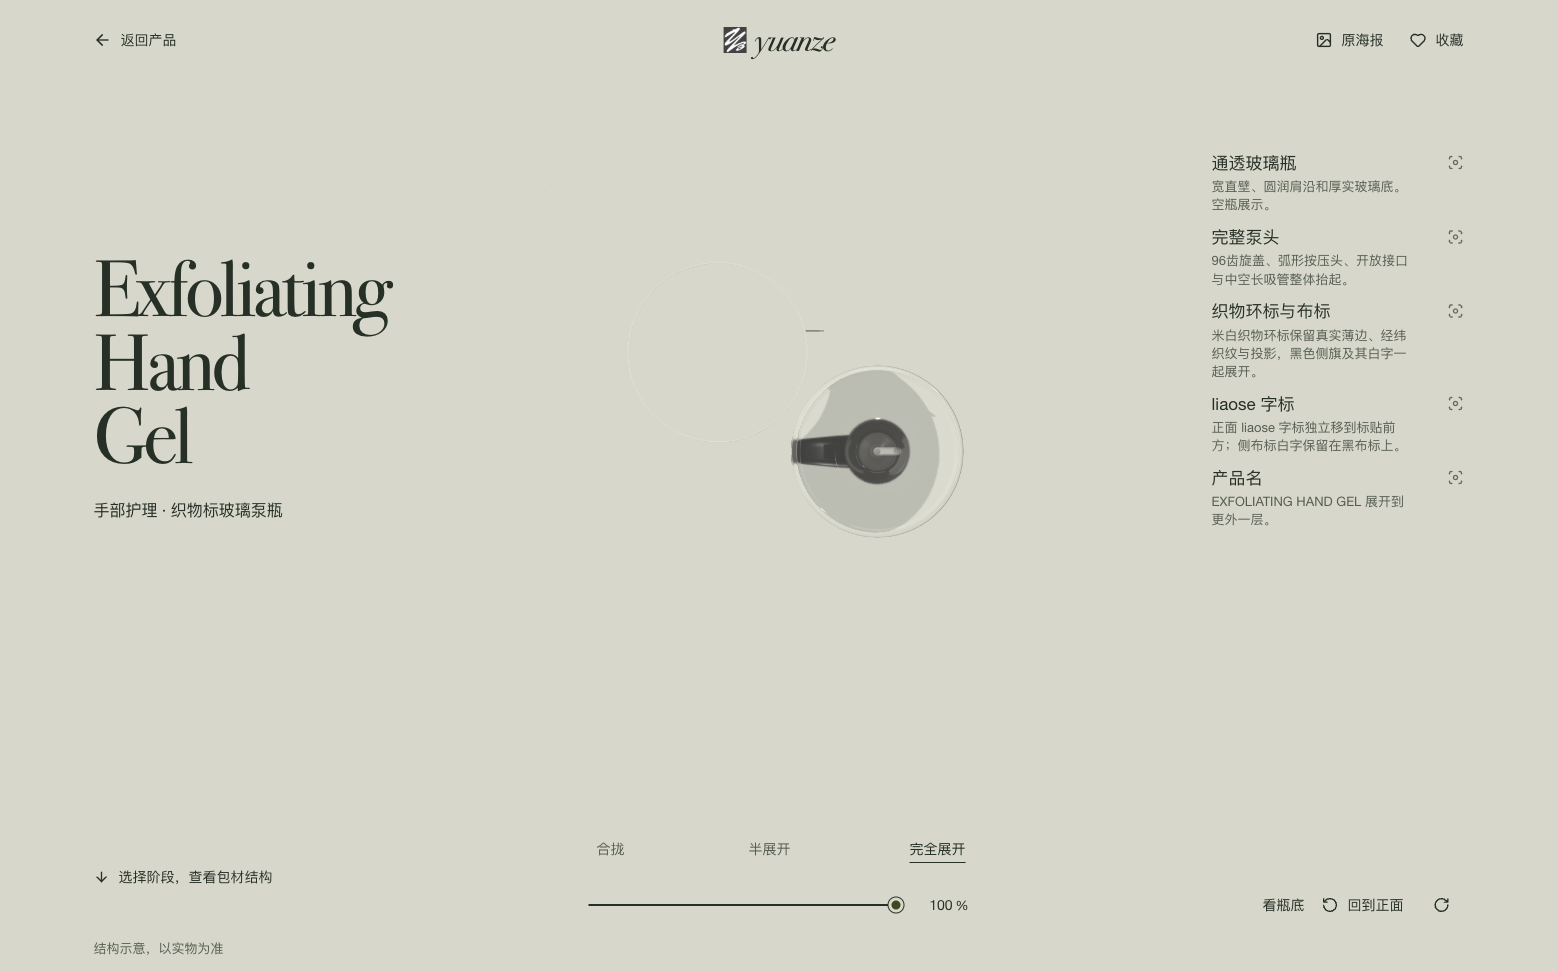 返回产品
yuanze
原海报
收藏
Exfoliating
Hand
Gel
手部护理 · 织物标玻璃泵瓶
通透玻璃瓶
宽直壁、圆润肩沿和厚实玻璃底。
空瓶展示。
完整泵头
96齿旋盖、弧形按压头、开放接口
与中空长吸管整体抬起。
织物环标与布标
米白织物环标保留真实薄边、经纬
织纹与投影，黑色侧旗及其白字一
起展开。
liaose 字标
正面 liaose 字标独立移到标贴前
方；侧布标白字保留在黑布标上。
产品名
EXFOLIATING HAND GEL 展开到
更外一层。
合拢
半展开
完全展开
选择阶段，查看包材结构
100 %
看瓶底
回到正面
结构示意，以实物为准